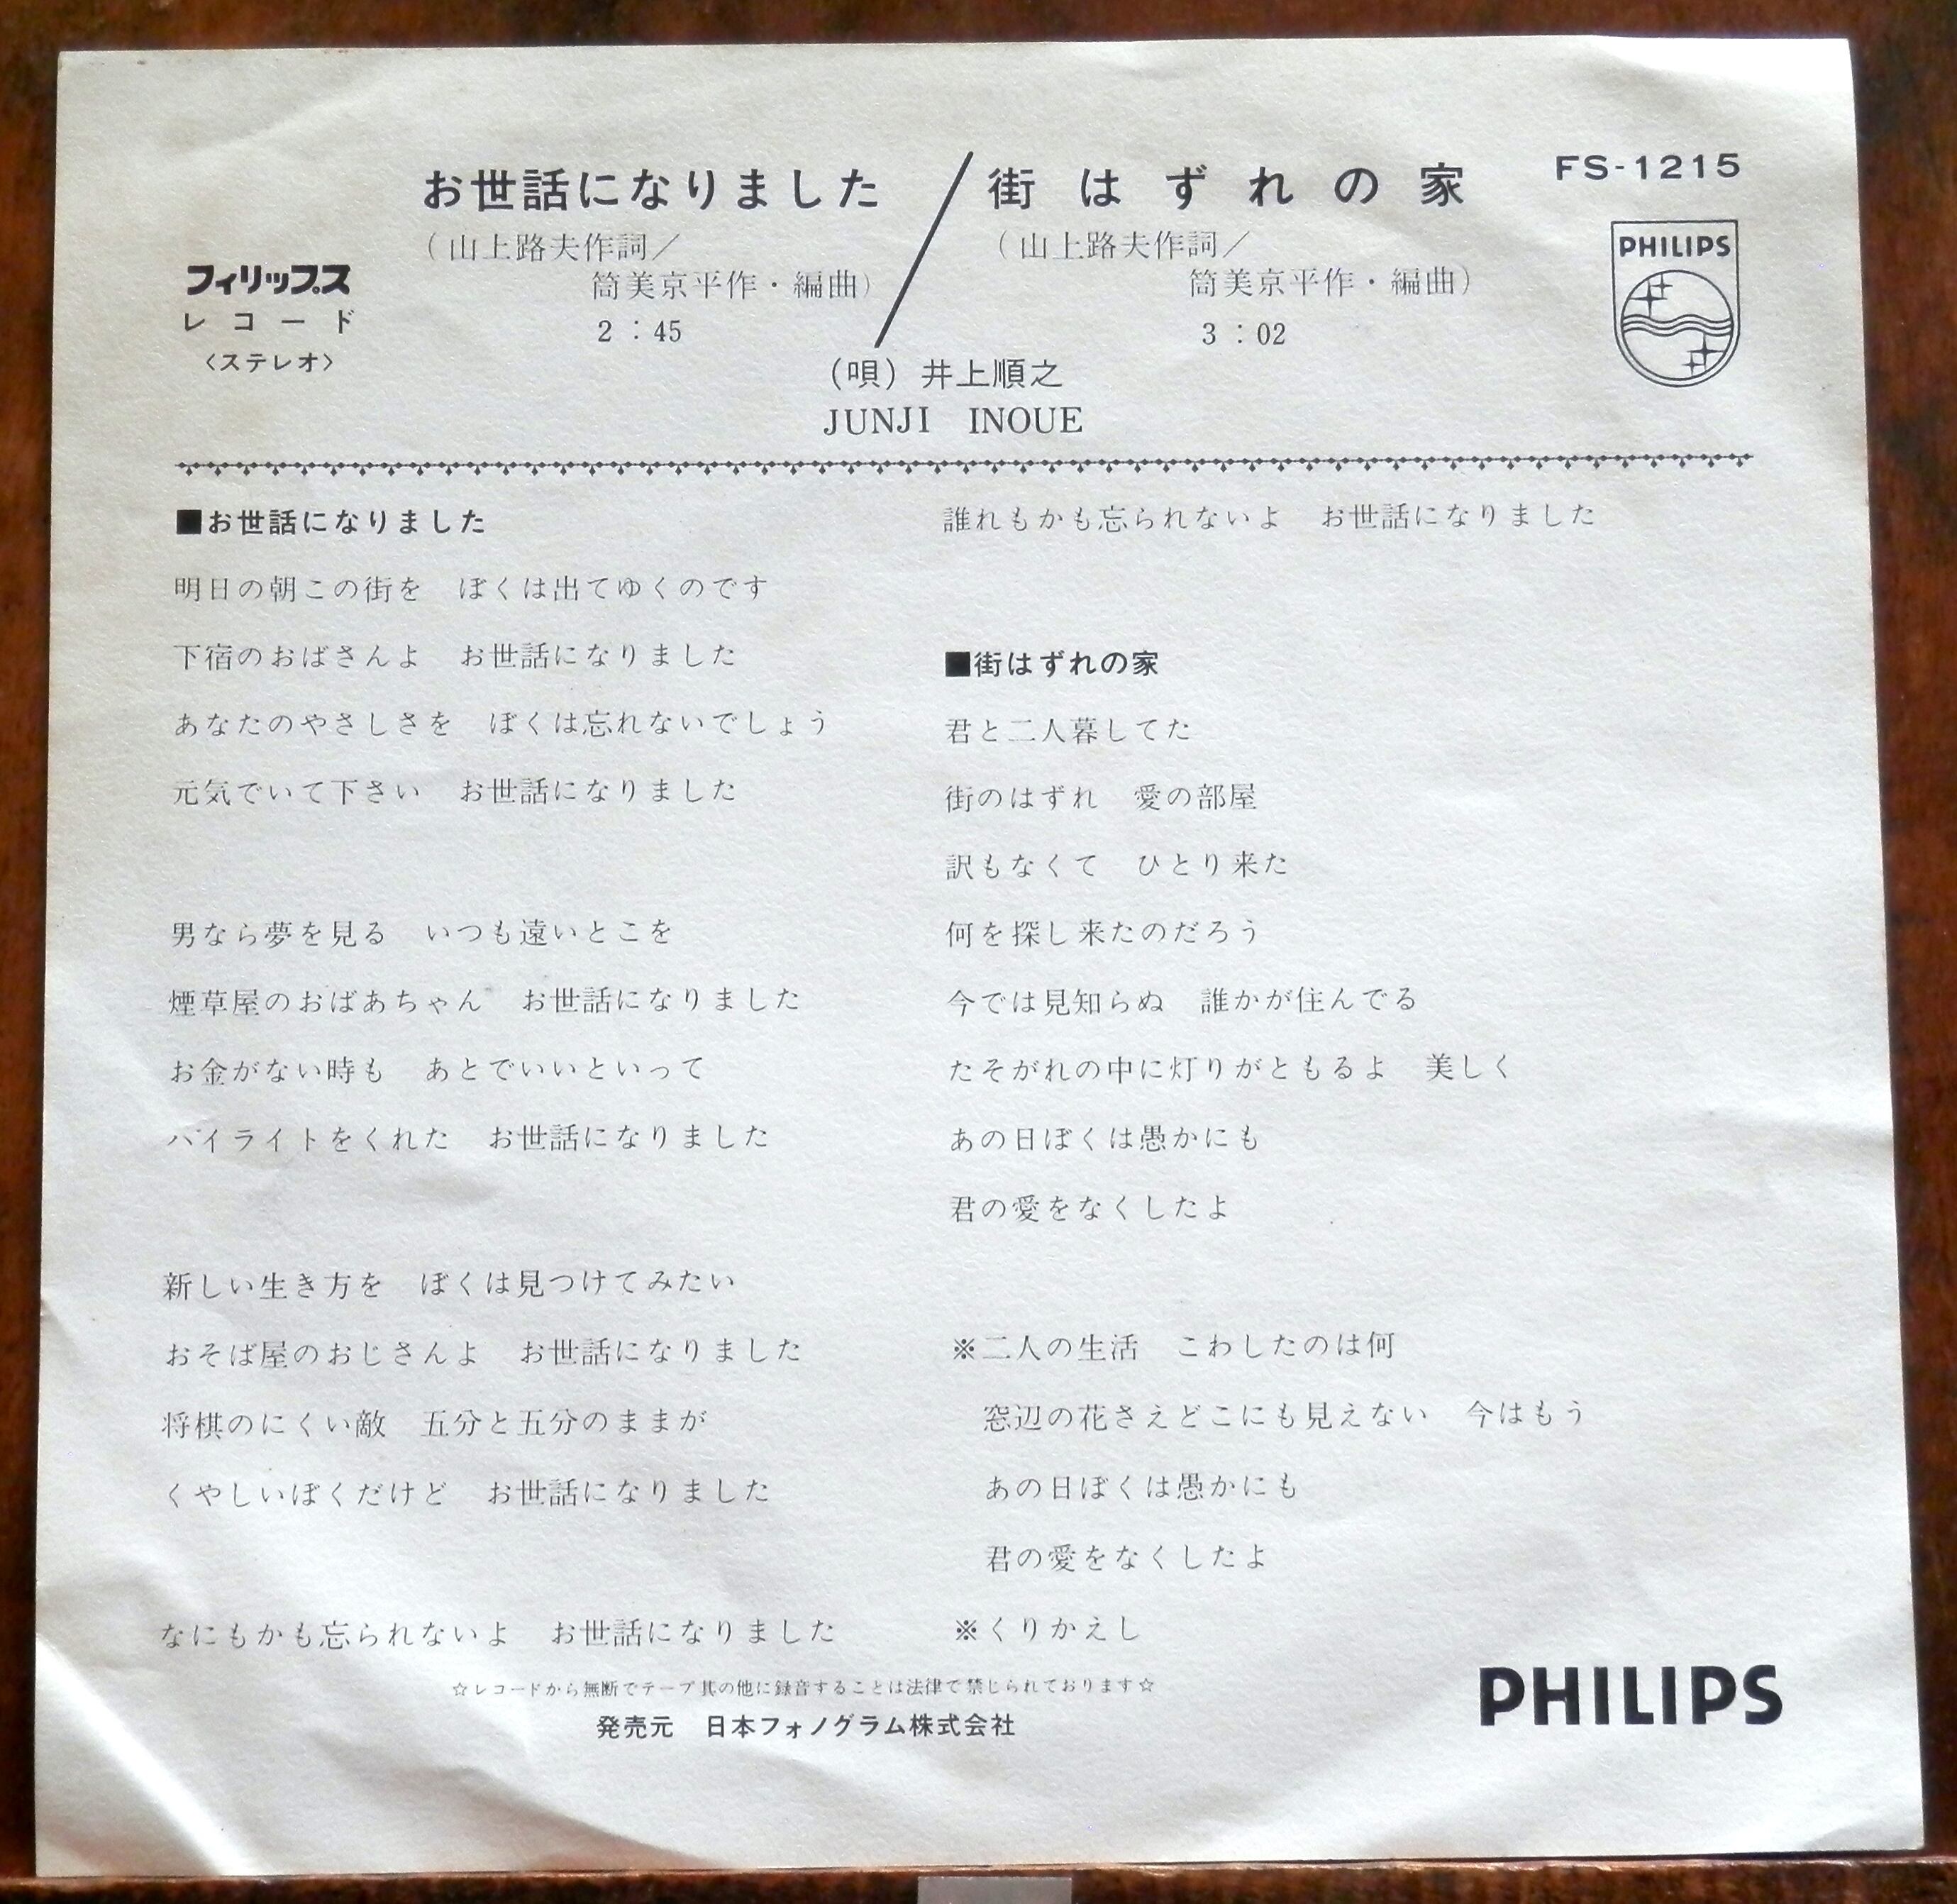 お世話になりました／街はずれの家
FS-1215
（山上路夫作詞／
筒美京平作・編曲）
2：45
（山上路夫作詞／
筒美京平作・編曲）
3：02
フィリップス
レコード
〈ステレオ〉
PHILIPS
（唄）井上順之
JUNJI INOUE
■お世話になりました
明日の朝この街を　ぼくは出てゆくのです
下宿のおばさんよ　お世話になりました
あなたのやさしさを　ぼくは忘れないでしょう
元気でいて下さい　お世話になりました
男なら夢を見る　いつも遠いとこを
煙草屋のおばあちゃん　お世話になりました
お金がない時も　あとでいいといって
ハイライトをくれた　お世話になりました
新しい生き方を　ぼくは見つけてみたい
おそば屋のおじさんよ　お世話になりました
将棋のにくい敵　五分と五分のままが
くやしいぼくだけど　お世話になりました
なにもかも忘られないよ　お世話になりました
誰れもかも忘られないよ　お世話になりました
■街はずれの家
君と二人暮してた
街のはずれ　愛の部屋
訳もなくて　ひとり来た
何を探し来たのだろう
今では見知らぬ　誰かが住んでる
たそがれの中に灯りがともるよ　美しく
あの日ぼくは愚かにも
君の愛をなくしたよ
※二人の生活　こわしたのは何
窓辺の花さえどこにも見えない　今はもう
あの日ぼくは愚かにも
君の愛をなくしたよ
※くりかえし
☆レコードから無断でテープ其の他に録音することは法律で禁じられております☆
発売元　日本フォノグラム株式会社
PHILIPS